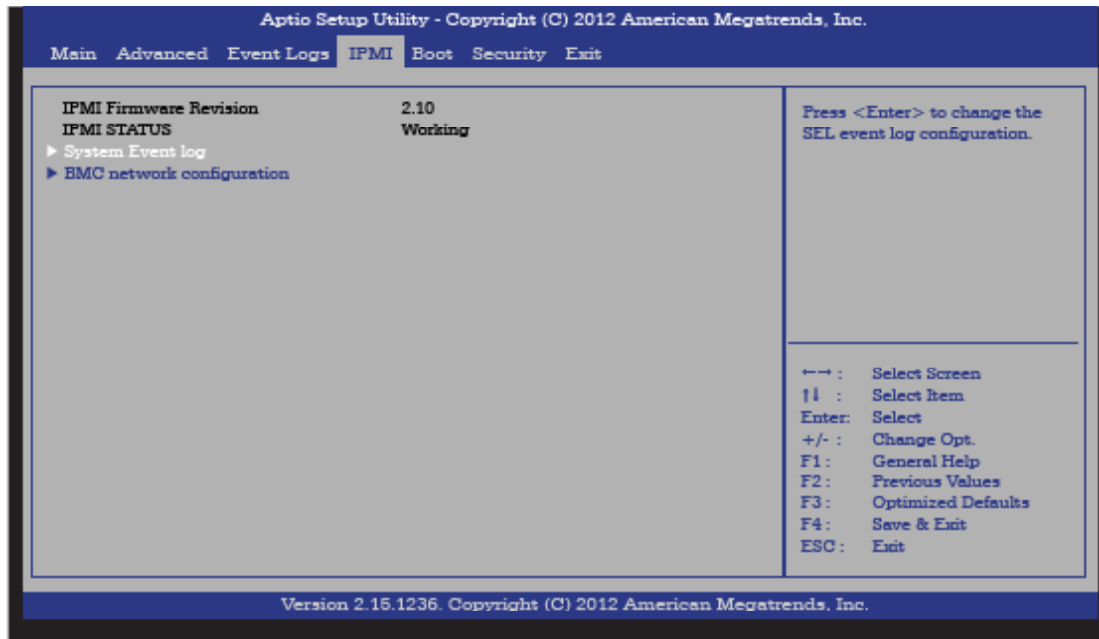 Aptio Setup Utility - Copyright (C) 2012 American Megatrends, Inc.
Main Advanced Event Logs IPMI Boot Security Exit
IPMI Firmware Revision 2.10
IPMI STATUS Working
▶ System Event log
▶ BMC network configuration
Press <Enter> to change the
SEL event log configuration.
←→ : Select Screen
↑↓ : Select Item
Enter: Select
+/- : Change Opt.
F1 : General Help
F2 : Previous Values
F3 : Optimized Defaults
F4 : Save & Exit
ESC : Exit
Version 2.15.1236. Copyright (C) 2012 American Megatrends, Inc.